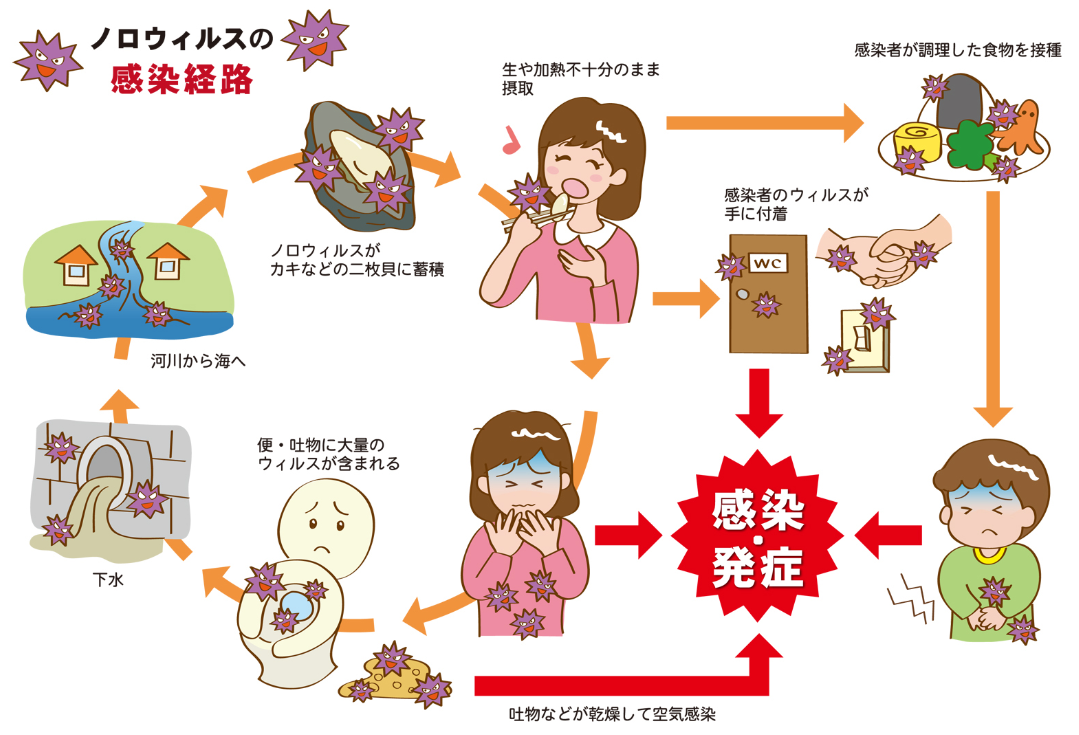 ノロウィルスの
感染経路
生や加熱不十分のまま
摂取
感染者が調理した食物を接種
感染者のウィルスが
手に付着
WC
ノロウィルスが
カキなどの二枚貝に蓄積
河川から海へ
便・吐物に大量の
ウィルスが含まれる
下水
感染・
発症
吐物などが乾燥して空気感染